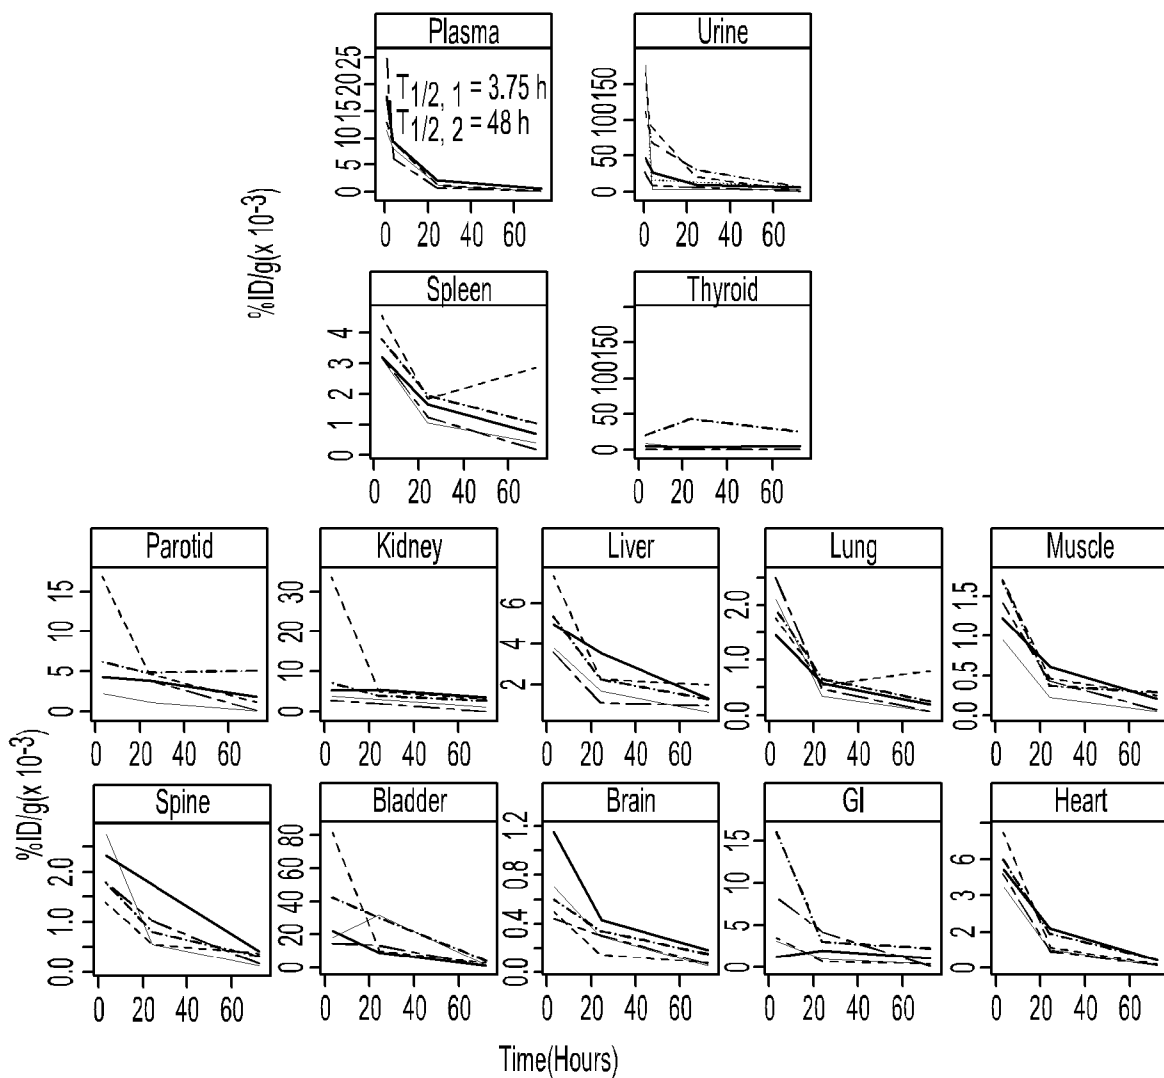 Plasma
Urine
0 5 10 15 20 25
T1/2, 1 = 3.75 h
T1/2, 2 = 48 h
0 50 100 150
0 20 40 60
0 20 40 60
%ID/g(x 10-3)
Spleen
Thyroid
0 1 2 3 4
0 50 100 150
0 20 40 60
0 20 40 60
Parotid
Kidney
Liver
Lung
Muscle
0 5 10 15
0 10 20 30
2 4 6
0.0 1.0 2.0
0.0 0.5 1.0 1.5
0 20 40 60
0 20 40 60
0 20 40 60
0 20 40 60
0 20 40 60
%ID/g(x 10-3)
Spine
Bladder
Brain
GI
Heart
0.0 1.0 2.0
0 20 40 60 80
0.0 0.4 0.8 1.2
0 5 10 15
0 2 3 6
0 20 40 60
0 20 40 60
0 20 40 60
0 20 40 60
0 20 40 60
Time(Hours)